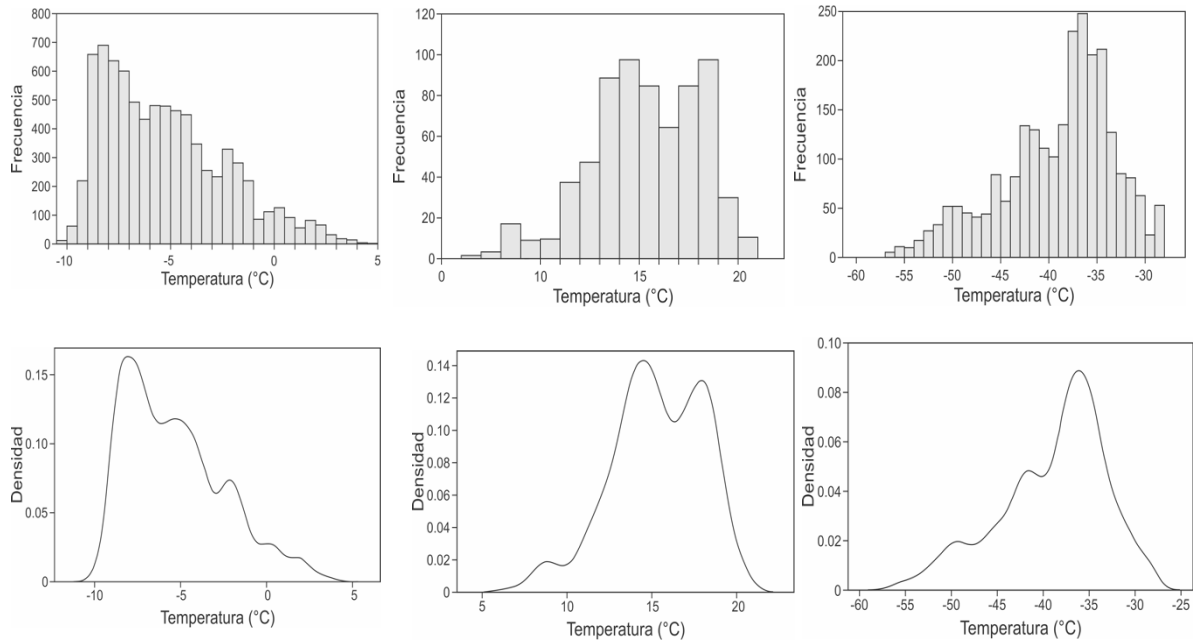 800
700
600
500
400
300
200
100
0
Frecuencia
-10 -5 0 5
Temperatura (°C)
120
100
80
60
40
20
0
Frecuencia
0 10 15 20
Temperatura (°C)
250
200
150
100
50
0
Frecuencia
-60 -55 -50 -45 -40 -35 -30
Temperatura (°C)
0.15
0.10
0.05
0
Densidad
-10 -5 0 5
Temperatura (°C)
0.14
0.12
0.10
0.08
0.06
0.04
0.02
0
Densidad
5 10 15 20
Temperatura (°C)
0.10
0.08
0.06
0.04
0.02
0
Densidad
-60 -55 -50 -45 -40 -35 -30 -25
Temperatura (°C)